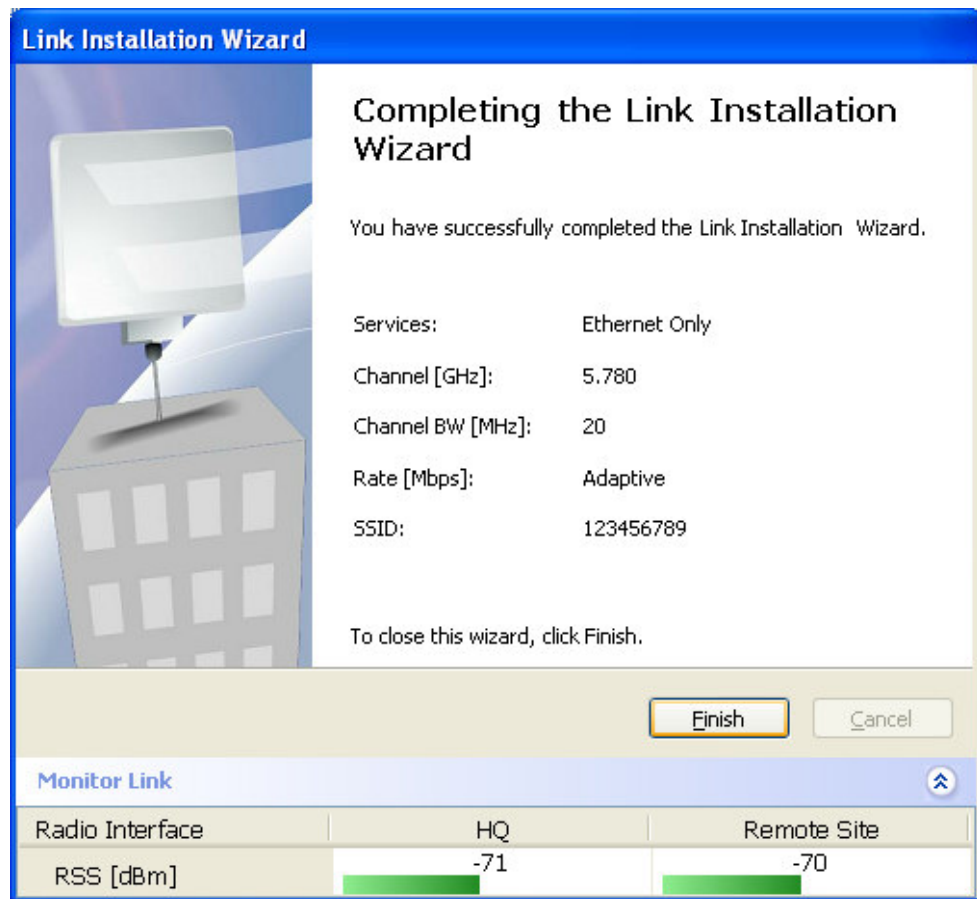 Link Installation Wizard
Completing the Link Installation
Wizard
You have successfully completed the Link Installation Wizard.
Services: Ethernet Only
Channel [GHz]: 5.780
Channel BW [MHz]: 20
Rate [Mbps]: Adaptive
SSID: 123456789
To close this wizard, click Finish.
Finish Cancel
Monitor Link
Radio Interface HQ Remote Site
RSS [dBm] -71 -70